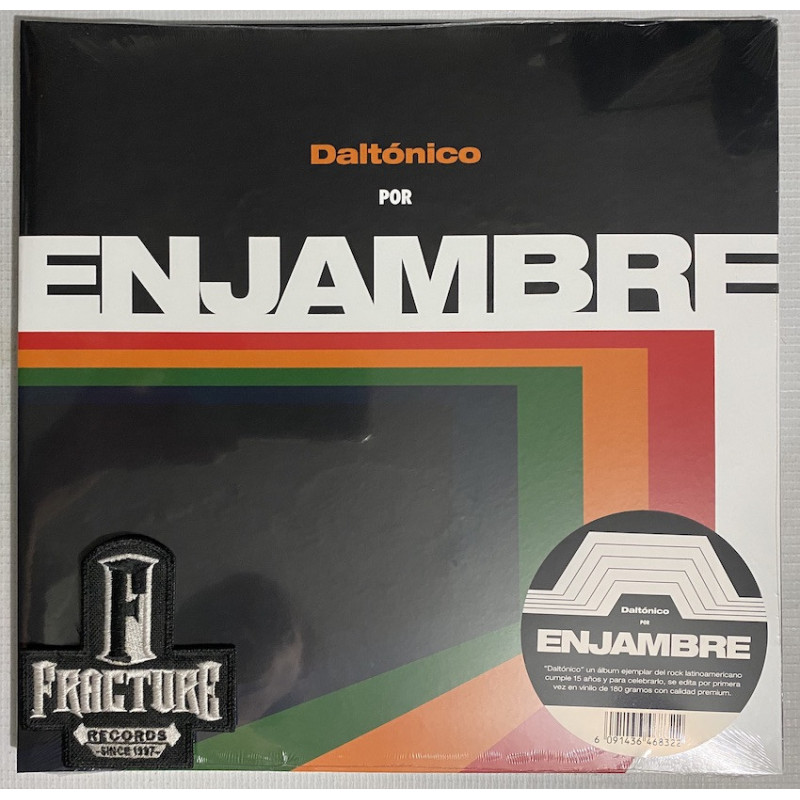 Daltónico
POR
ENJAMBRE
Daltónico
POR
ENJAMBRE
"Daltónico" un álbum ejemplar del rock latinoamericano
cumple 15 años y para celebrarlo, se edita por primera
vez en vinilo de 180 gramos con calidad premium.
6 091436 468322
F
FRACTURE
RECORDS
-SINCE 1997-